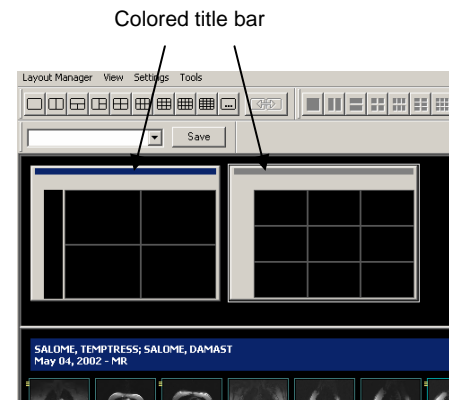 Colored title bar
Layout Manager View Settings Tools
...
Save
SALOME, TEMPTRESS; SALOME, DAMAST
May 04, 2002 - MR